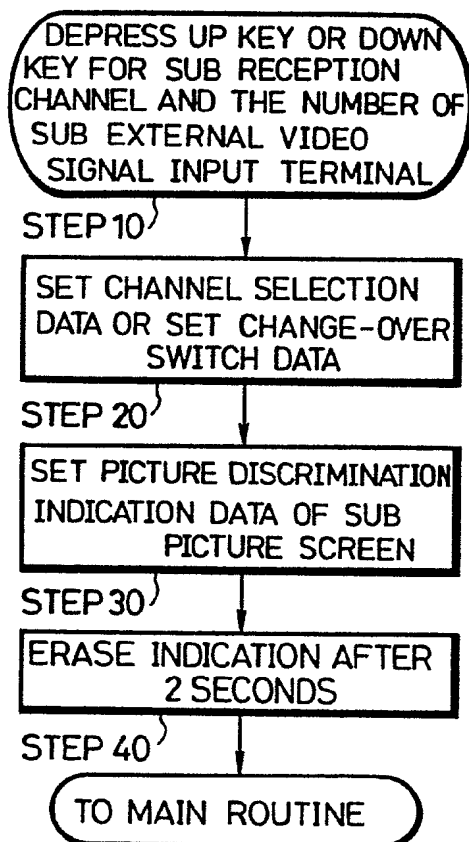 DEPRESS UP KEY OR DOWN
KEY FOR SUB RECEPTION
CHANNEL AND THE NUMBER OF
SUB EXTERNAL VIDEO
SIGNAL INPUT TERMINAL
STEP 10
SET CHANNEL SELECTION
DATA OR SET CHANGE-OVER
SWITCH DATA
STEP 20
SET PICTURE DISCRIMINATION
INDICATION DATA OF SUB
PICTURE SCREEN
STEP 30
ERASE INDICATION AFTER
2 SECONDS
STEP 40
TO MAIN ROUTINE